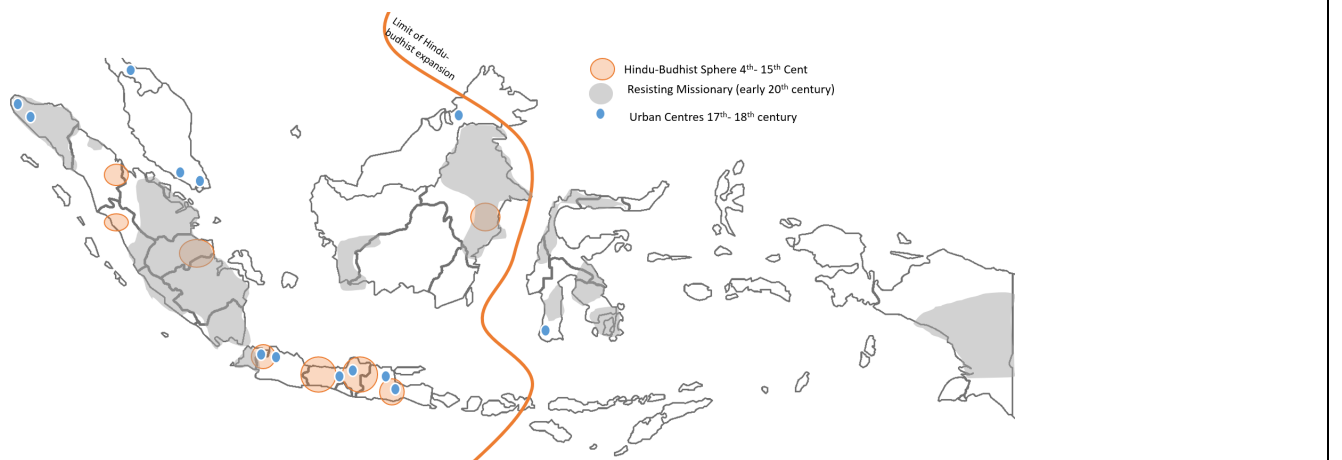 Limit of Hindu-
budhist expansion
Hindu-Budhist Sphere 4th- 15th Cent
Resisting Missionary (early 20th century)
Urban Centres 17th- 18th century